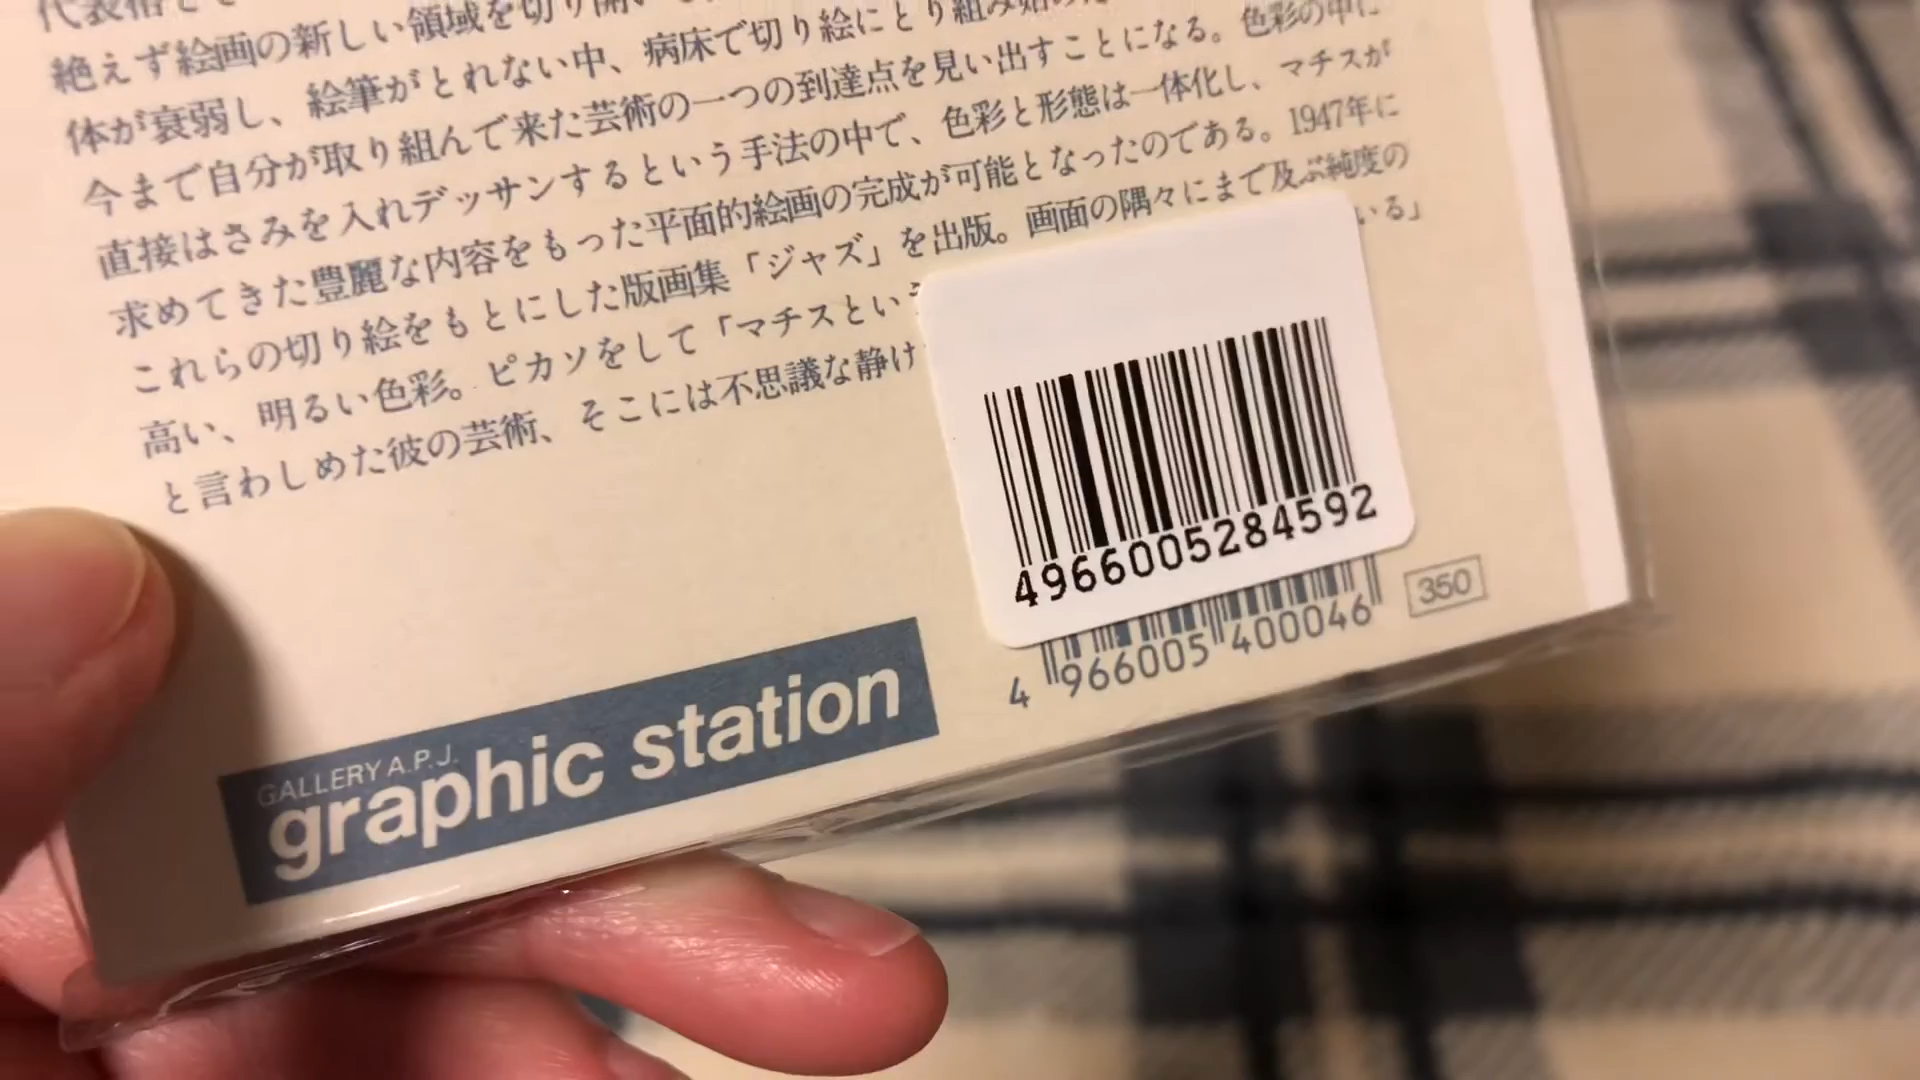 絶えず絵画の新しい領域を切り開い
体が衰弱し、絵筆がとれない中、病床で切り絵にとり組み始めた
今まで自分が取り組んで来た芸術の一つの到達点を見い出すことになる。色彩の中に
直接はさみを入れデッサンするという手法の中で、色彩と形態は一体化し、マチスが
求めてきた豊麗な内容をもった平面的絵画の完成が可能となったのである。1947年に
これらの切り絵をもとにした版画集「ジャズ」を出版。画面の隅々にまで及ぶ純度の
高い、明るい色彩。ピカソをして「マチスとい いる」
と言わしめた彼の芸術、そこには不思議な静け
4966005284592
4 966005 400046
350
GALLERY A.P.J.
graphic station